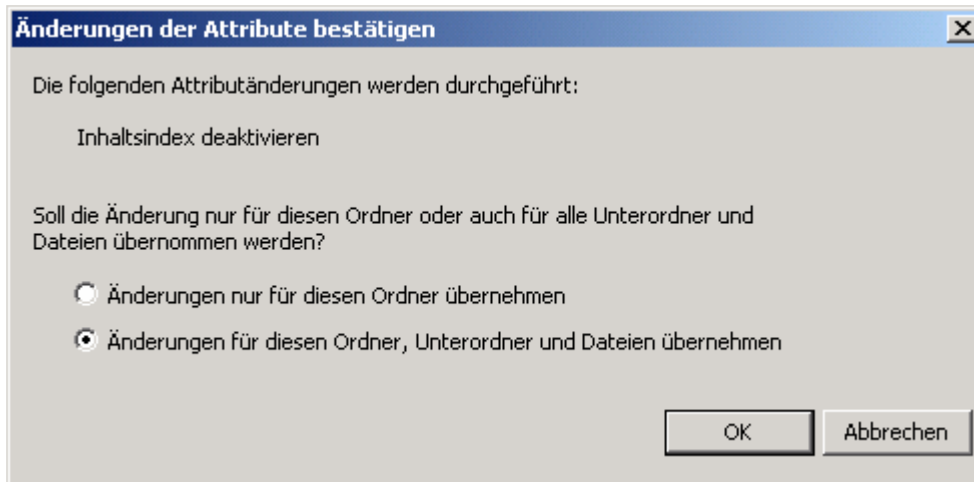 Änderungen der Attribute bestätigen
Die folgenden Attributänderungen werden durchgeführt:
Inhaltsindex deaktivieren
Soll die Änderung nur für diesen Ordner oder auch für alle Unterordner und
Dateien übernommen werden?
Änderungen nur für diesen Ordner übernehmen
Änderungen für diesen Ordner, Unterordner und Dateien übernehmen
OK Abbrechen